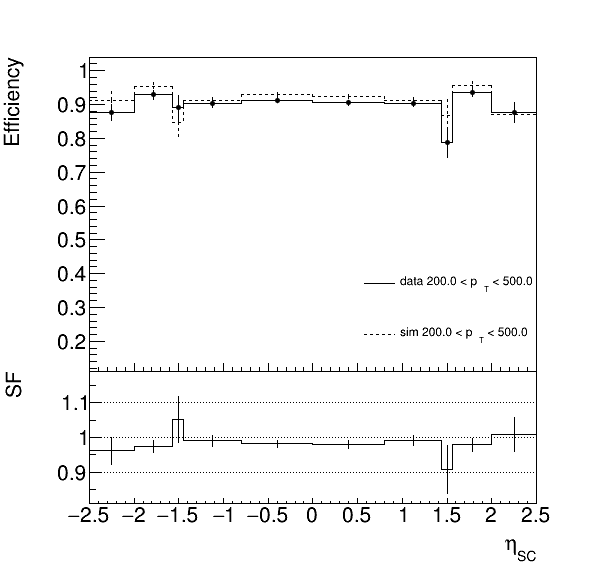 Efficiency
1
0.9
0.8
0.7
0.6
0.5
0.4
0.3
0.2
data 200.0 < p T < 500.0
sim 200.0 < p T < 500.0
SF
1.1
1
0.9
−2.5 −2 −1.5 −1 −0.5 0 0.5 1 1.5 2 2.5
ηSC